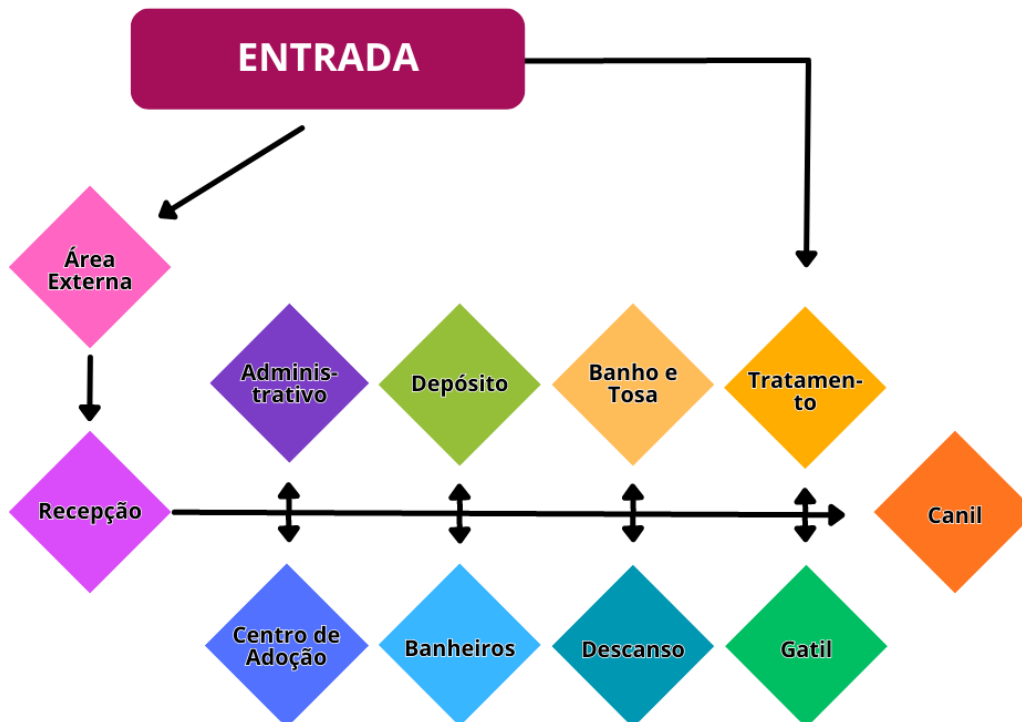 ENTRADA
Área
Externa
Adminis-
trativo
Depósito
Banho e
Tosa
Tratamen-
to
Recepção
Canil
Centro de
Adoção
Banheiros
Descanso
Gatil